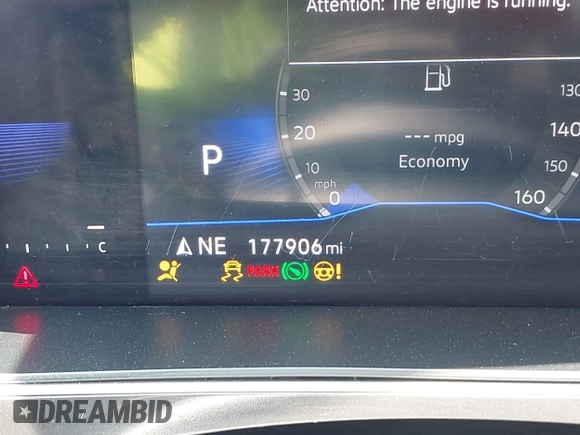 Attention: The engine is running.
30
130
20
140
--- mpg
P
10
Economy
150
mph
0
160
C
NE 177906 mi
PARK
!
DREAMBID